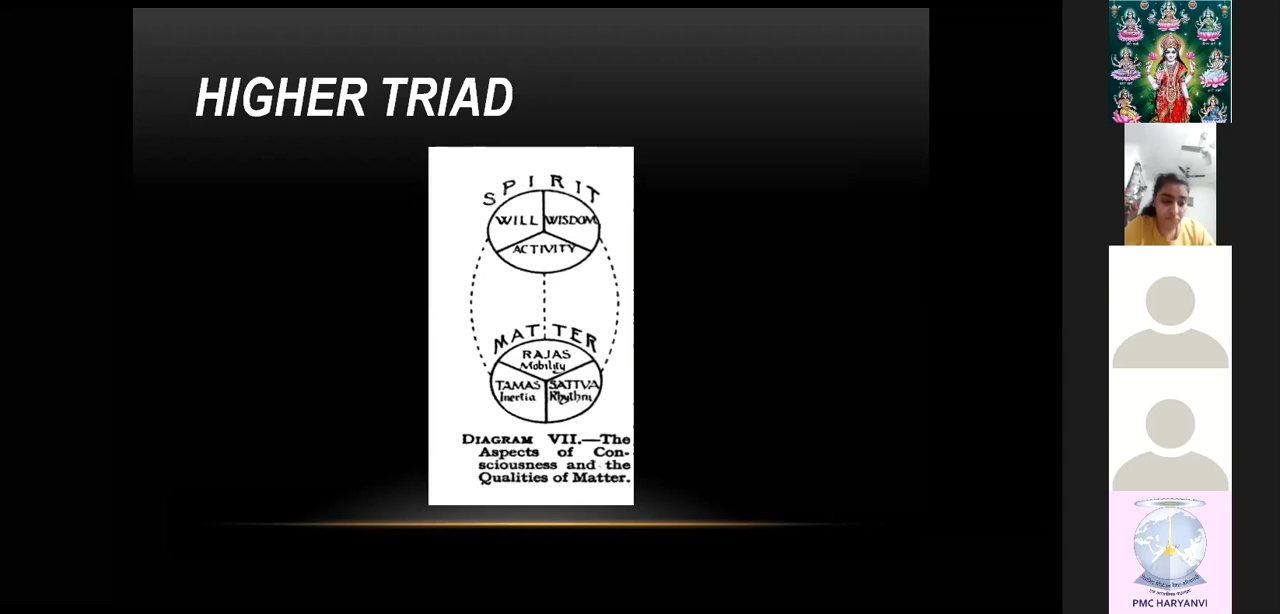 HIGHER TRIAD
SPIRIT
WILL WISDOM
ACTIVITY
MATTER
RAJAS
Mobility
TAMAS SATTVA
Inertia Rhythm
DIAGRAM VII.—The
Aspects of Con-
sciousness and the
Qualities of Matter.
PMC HARYANVI